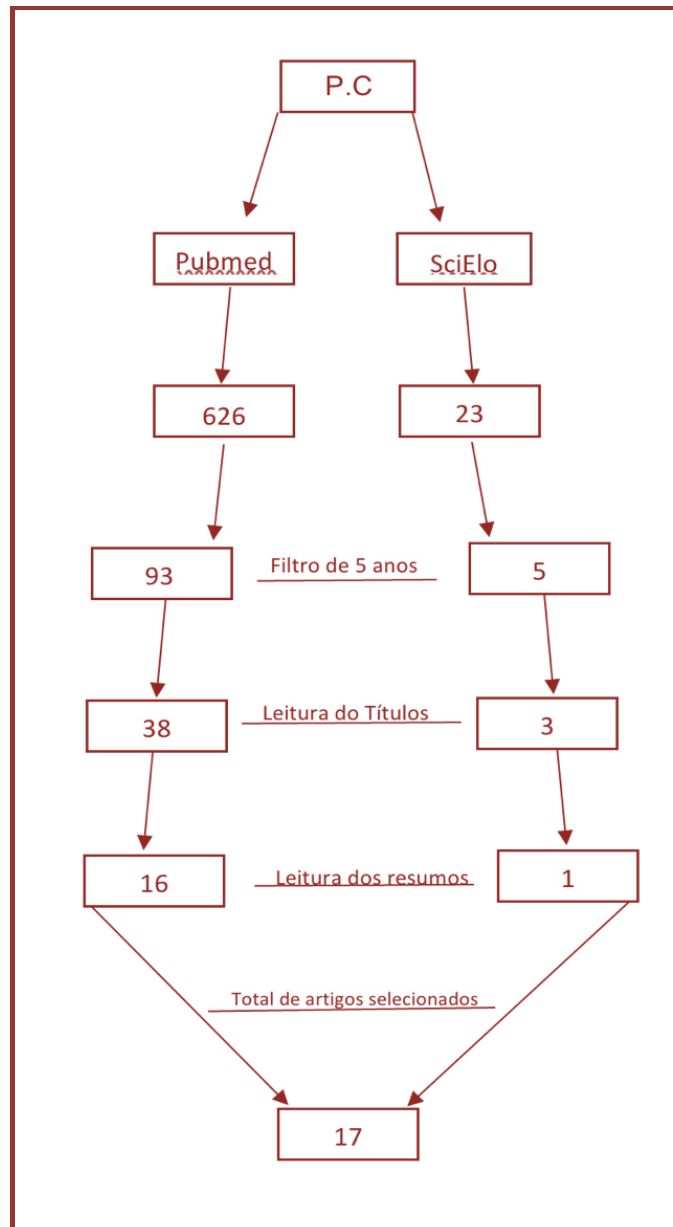 P.C
Pubmed
SciElo
626
23
93
Filtro de 5 anos
5
38
Leitura do Títulos
3
16
Leitura dos resumos
1
Total de artigos selecionados
17